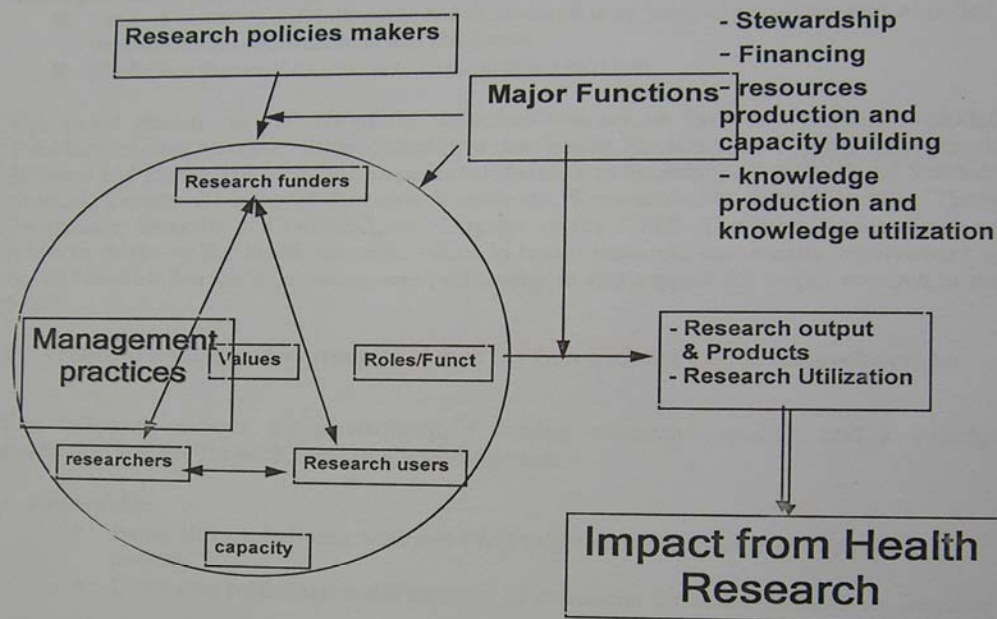 Research policies makers
Major Functions
- Stewardship
- Financing
- resources
production and
capacity building
- knowledge
production and
knowledge utilization
Research funders
Management
practices
Values
Roles/Funct
- Research output
& Products
- Research Utilization
researchers
Research users
capacity
Impact from Health
Research